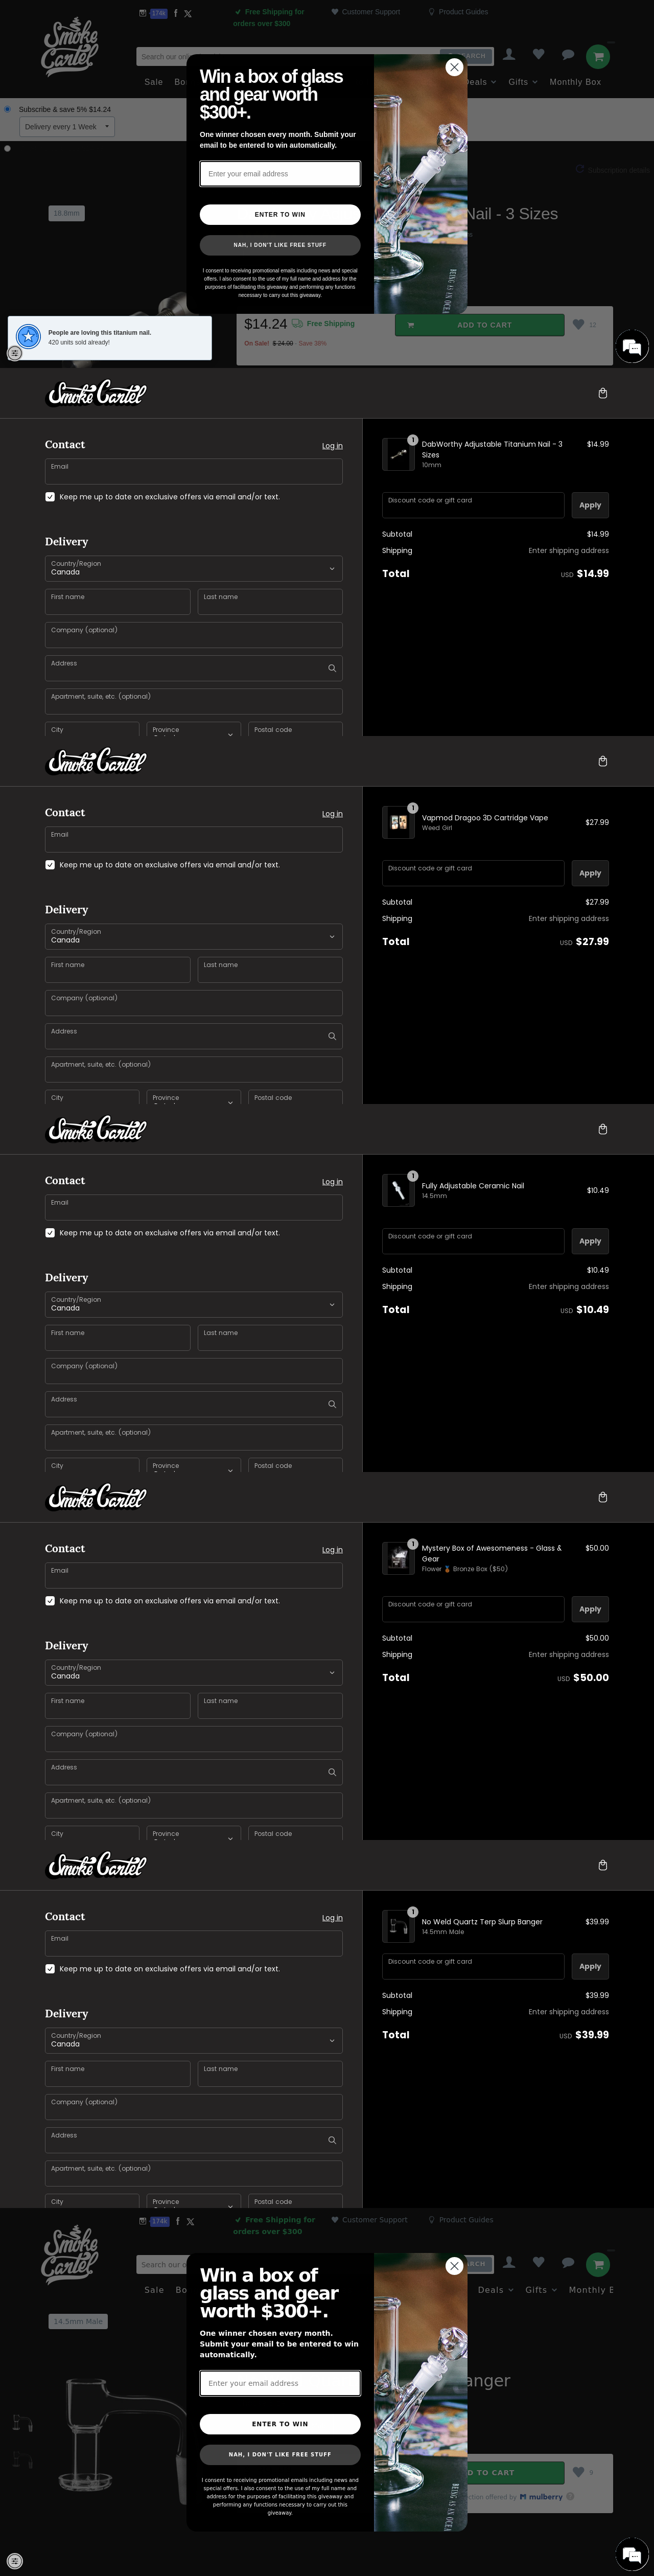 Smoke Cartel
174k
Free Shipping for
orders over $300
Customer Support
Product Guides
Search our on
Sale
Deals
Gifts
Monthly Box
Subscribe & save 5% $14.24
Delivery every 1 Week
Subscription details
Win a box of glass
and gear worth
$300+.
One winner chosen every month. Submit your
email to be entered to win automatically.
Enter your email address
ENTER TO WIN
NAH, I DON'T LIKE FREE STUFF
I consent to receiving promotional emails including news and special
offers. I also consent to the use of my full name and address for the
purposes of facilitating this giveaway and performing any functions
necessary to carry out this giveaway.
BEING AS AN OCEAN
Nail - 3 Sizes
$14.24
Free Shipping
ADD TO CART
12
On Sale! $ 24.00 Save 38%
People are loving this titanium nail.
420 units sold already!
Smoke Cartel
Contact
Log in
Email
Keep me up to date on exclusive offers via email and/or text.
Delivery
Country/Region
Canada
First name
Last name
Company (optional)
Address
Apartment, suite, etc. (optional)
City
Province
Postal code
1
DabWorthy Adjustable Titanium Nail - 3
Sizes
10mm
$14.99
Discount code or gift card
Apply
Subtotal
$14.99
Shipping
Enter shipping address
Total
USD $14.99
Smoke Cartel
Contact
Log in
Email
Keep me up to date on exclusive offers via email and/or text.
Delivery
Country/Region
Canada
First name
Last name
Company (optional)
Address
Apartment, suite, etc. (optional)
City
Province
Postal code
1
Vapmod Dragoo 3D Cartridge Vape
Weed Girl
$27.99
Discount code or gift card
Apply
Subtotal
$27.99
Shipping
Enter shipping address
Total
USD $27.99
Smoke Cartel
Contact
Log in
Email
Keep me up to date on exclusive offers via email and/or text.
Delivery
Country/Region
Canada
First name
Last name
Company (optional)
Address
Apartment, suite, etc. (optional)
City
Province
Postal code
1
Fully Adjustable Ceramic Nail
14.5mm
$10.49
Discount code or gift card
Apply
Subtotal
$10.49
Shipping
Enter shipping address
Total
USD $10.49
Smoke Cartel
Contact
Log in
Email
Keep me up to date on exclusive offers via email and/or text.
Delivery
Country/Region
Canada
First name
Last name
Company (optional)
Address
Apartment, suite, etc. (optional)
City
Province
Postal code
1
Mystery Box of Awesomeness - Glass &
Gear
Flower 🥉 Bronze Box ($50)
$50.00
Discount code or gift card
Apply
Subtotal
$50.00
Shipping
Enter shipping address
Total
USD $50.00
Smoke Cartel
Contact
Log in
Email
Keep me up to date on exclusive offers via email and/or text.
Delivery
Country/Region
Canada
First name
Last name
Company (optional)
Address
Apartment, suite, etc. (optional)
City
Province
Postal code
1
No Weld Quartz Terp Slurp Banger
14.5mm Male
$39.99
Discount code or gift card
Apply
Subtotal
$39.99
Shipping
Enter shipping address
Total
USD $39.99
Smoke Cartel
174k
Free Shipping for
orders over $300
Customer Support
Product Guides
Search our o
Sale
Deals
Gifts
Monthly B
14.5mm Male
Win a box of
glass and gear
worth $300+.
One winner chosen every month.
Submit your email to be entered to win
automatically.
Enter your email address
ENTER TO WIN
NAH, I DON'T LIKE FREE STUFF
I consent to receiving promotional emails including news and
special offers. I also consent to the use of my full name and
address for the purposes of facilitating this giveaway and
performing any functions necessary to carry out this
giveaway.
BEING AS AN OCEAN
anger
D TO CART
9
ction offered by mulberry